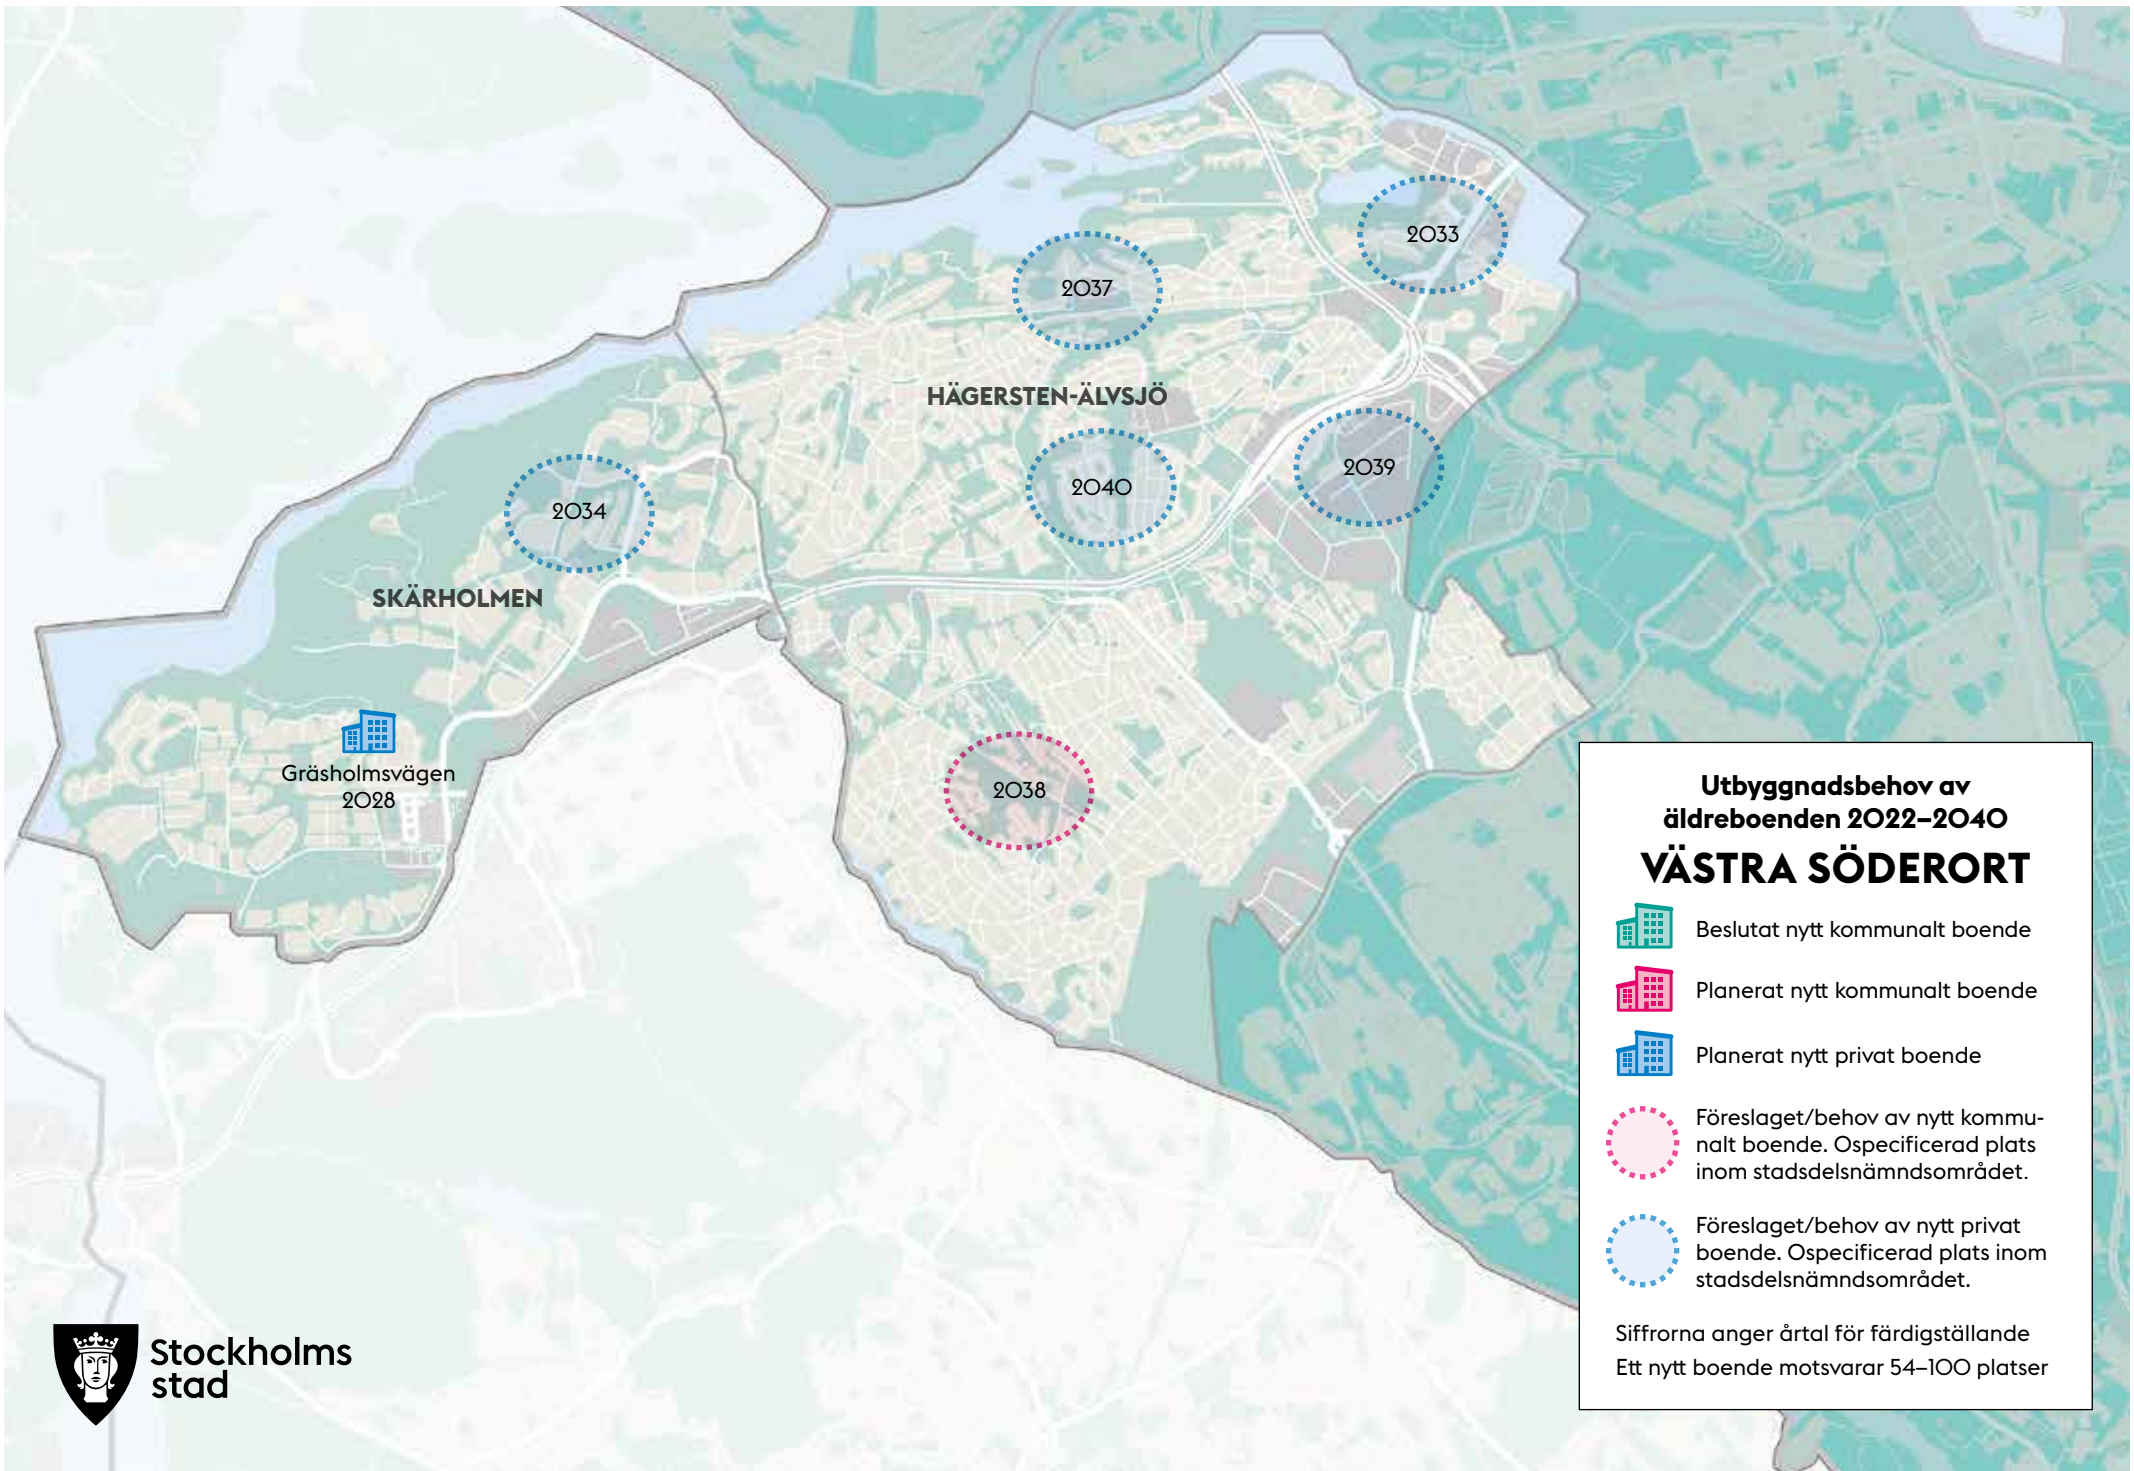 2033
2037
HÄGERSTEN-ÄLVSJÖ
2039
2040
2034
SKÄRHOLMEN
Gräsholmsvägen
2028
2038
Utbyggnadsbehov av
äldreboenden 2022–2040
VÄSTRA SÖDERORT
Beslutat nytt kommunalt boende
Planerat nytt kommunalt boende
Planerat nytt privat boende
Föreslaget/behov av nytt kommu-
nalt boende. Ospecificerad plats
inom stadsdelsnämndsområdet.
Föreslaget/behov av nytt privat
boende. Ospecificerad plats inom
stadsdelsnämndsområdet.
Siffrorna anger årtal för färdigställande
Ett nytt boende motsvarar 54–100 platser
Stockholms
stad